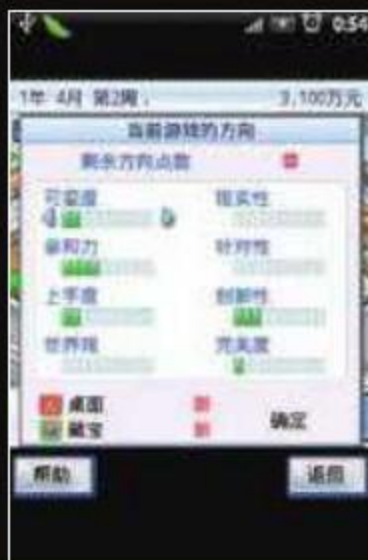 0:54
1年 4月 第2周
3,100万元
当前游戏的方向
剩余方向点数
可爱度 现实性
亲和力 针对性
上手度 创新性
世界观 完美度
桌面
藏宝
确定
帮助 返回